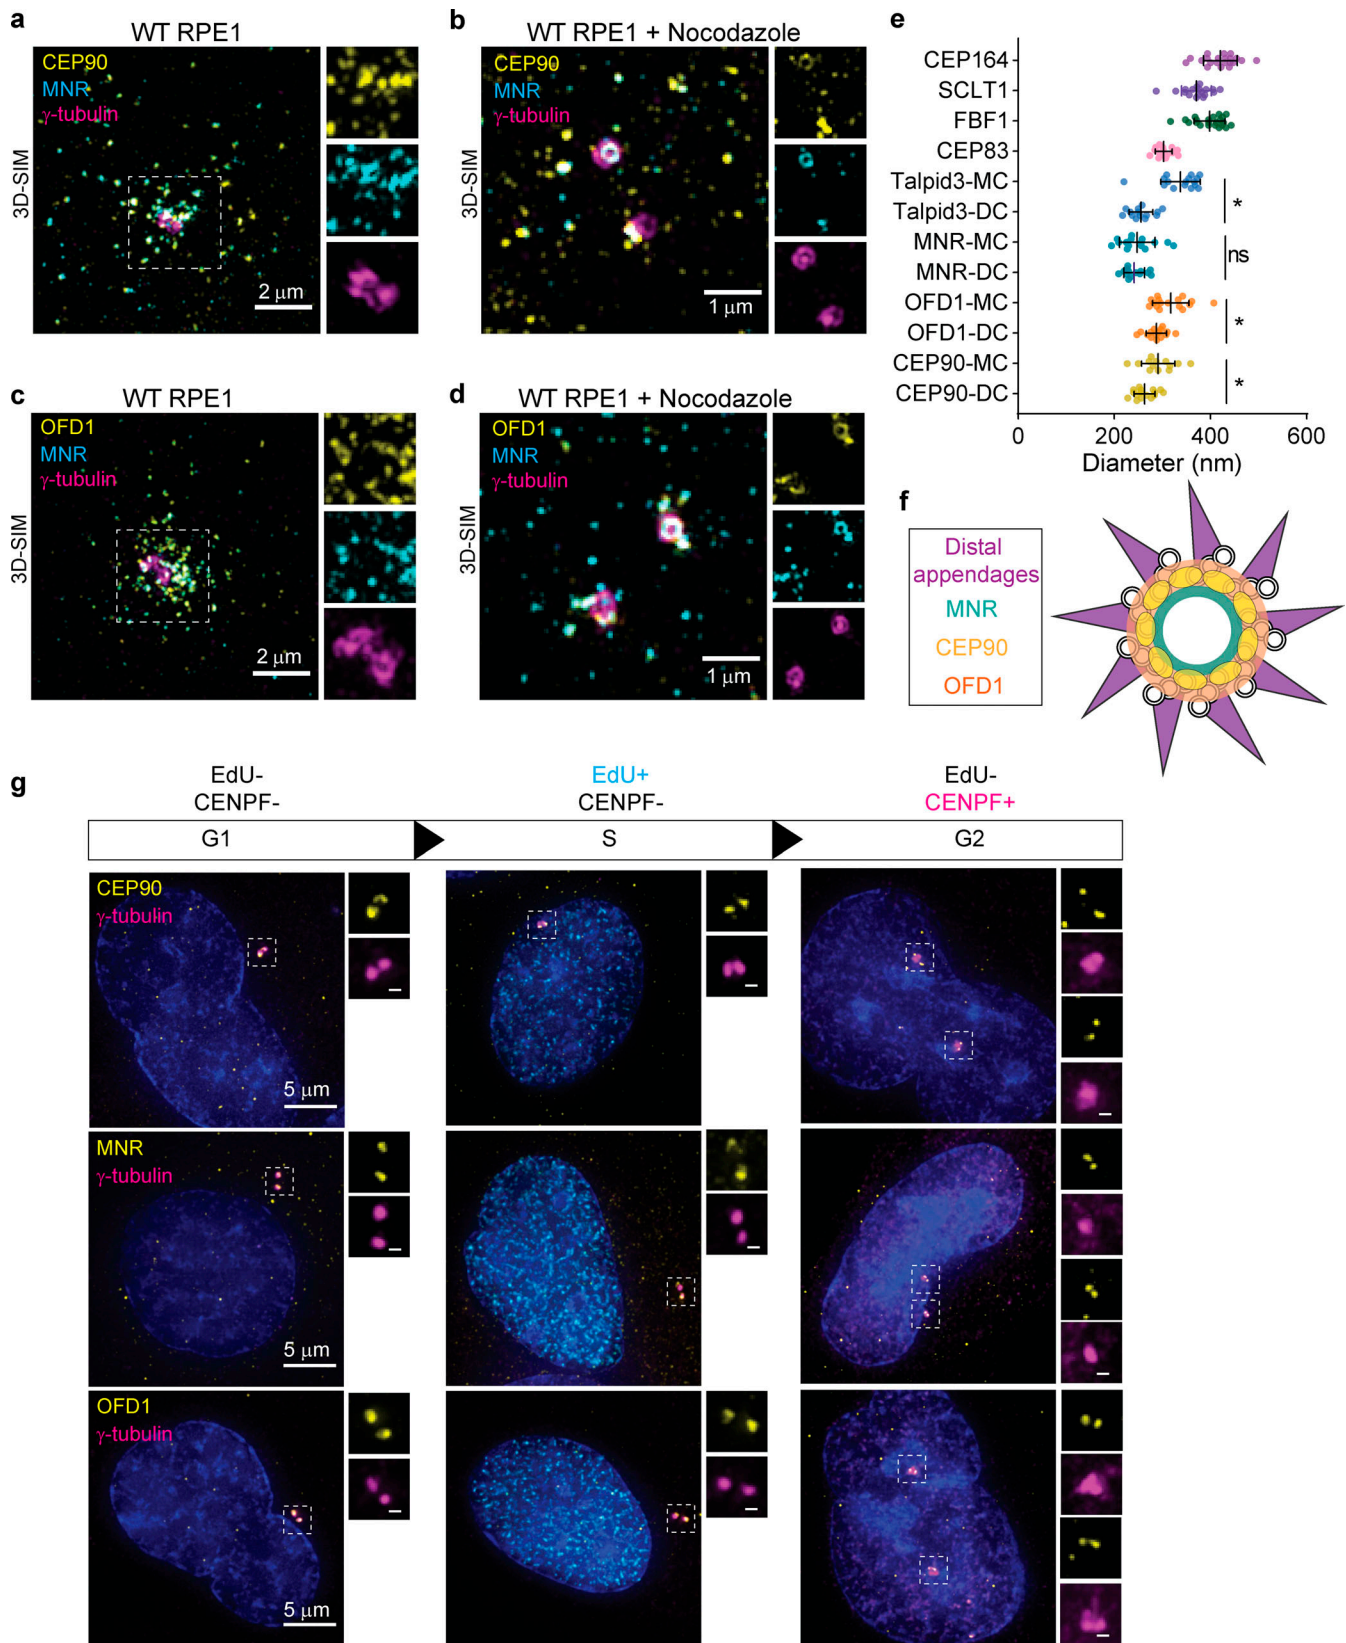 a
WT RPE1
CEP90
MNR
γ-tubulin
3D-SIM
2 μm
b
WT RPE1 + Nocodazole
CEP90
MNR
γ-tubulin
3D-SIM
1 μm
c
WT RPE1
OFD1
MNR
γ-tubulin
3D-SIM
2 μm
d
WT RPE1 + Nocodazole
OFD1
MNR
γ-tubulin
3D-SIM
1 μm
e
CEP164
SCLT1
FBF1
CEP83
Talpid3-MC
Talpid3-DC
*
MNR-MC
MNR-DC
ns
OFD1-MC
OFD1-DC
*
CEP90-MC
CEP90-DC
*
0 200 400 600
Diameter (nm)
f
Distal
appendages
MNR
CEP90
OFD1
g
EdU-
CENPF-
EdU+
CENPF-
EdU-
CENPF+
G1 S G2
CEP90
γ-tubulin
5 μm
MNR
γ-tubulin
5 μm
OFD1
γ-tubulin
5 μm